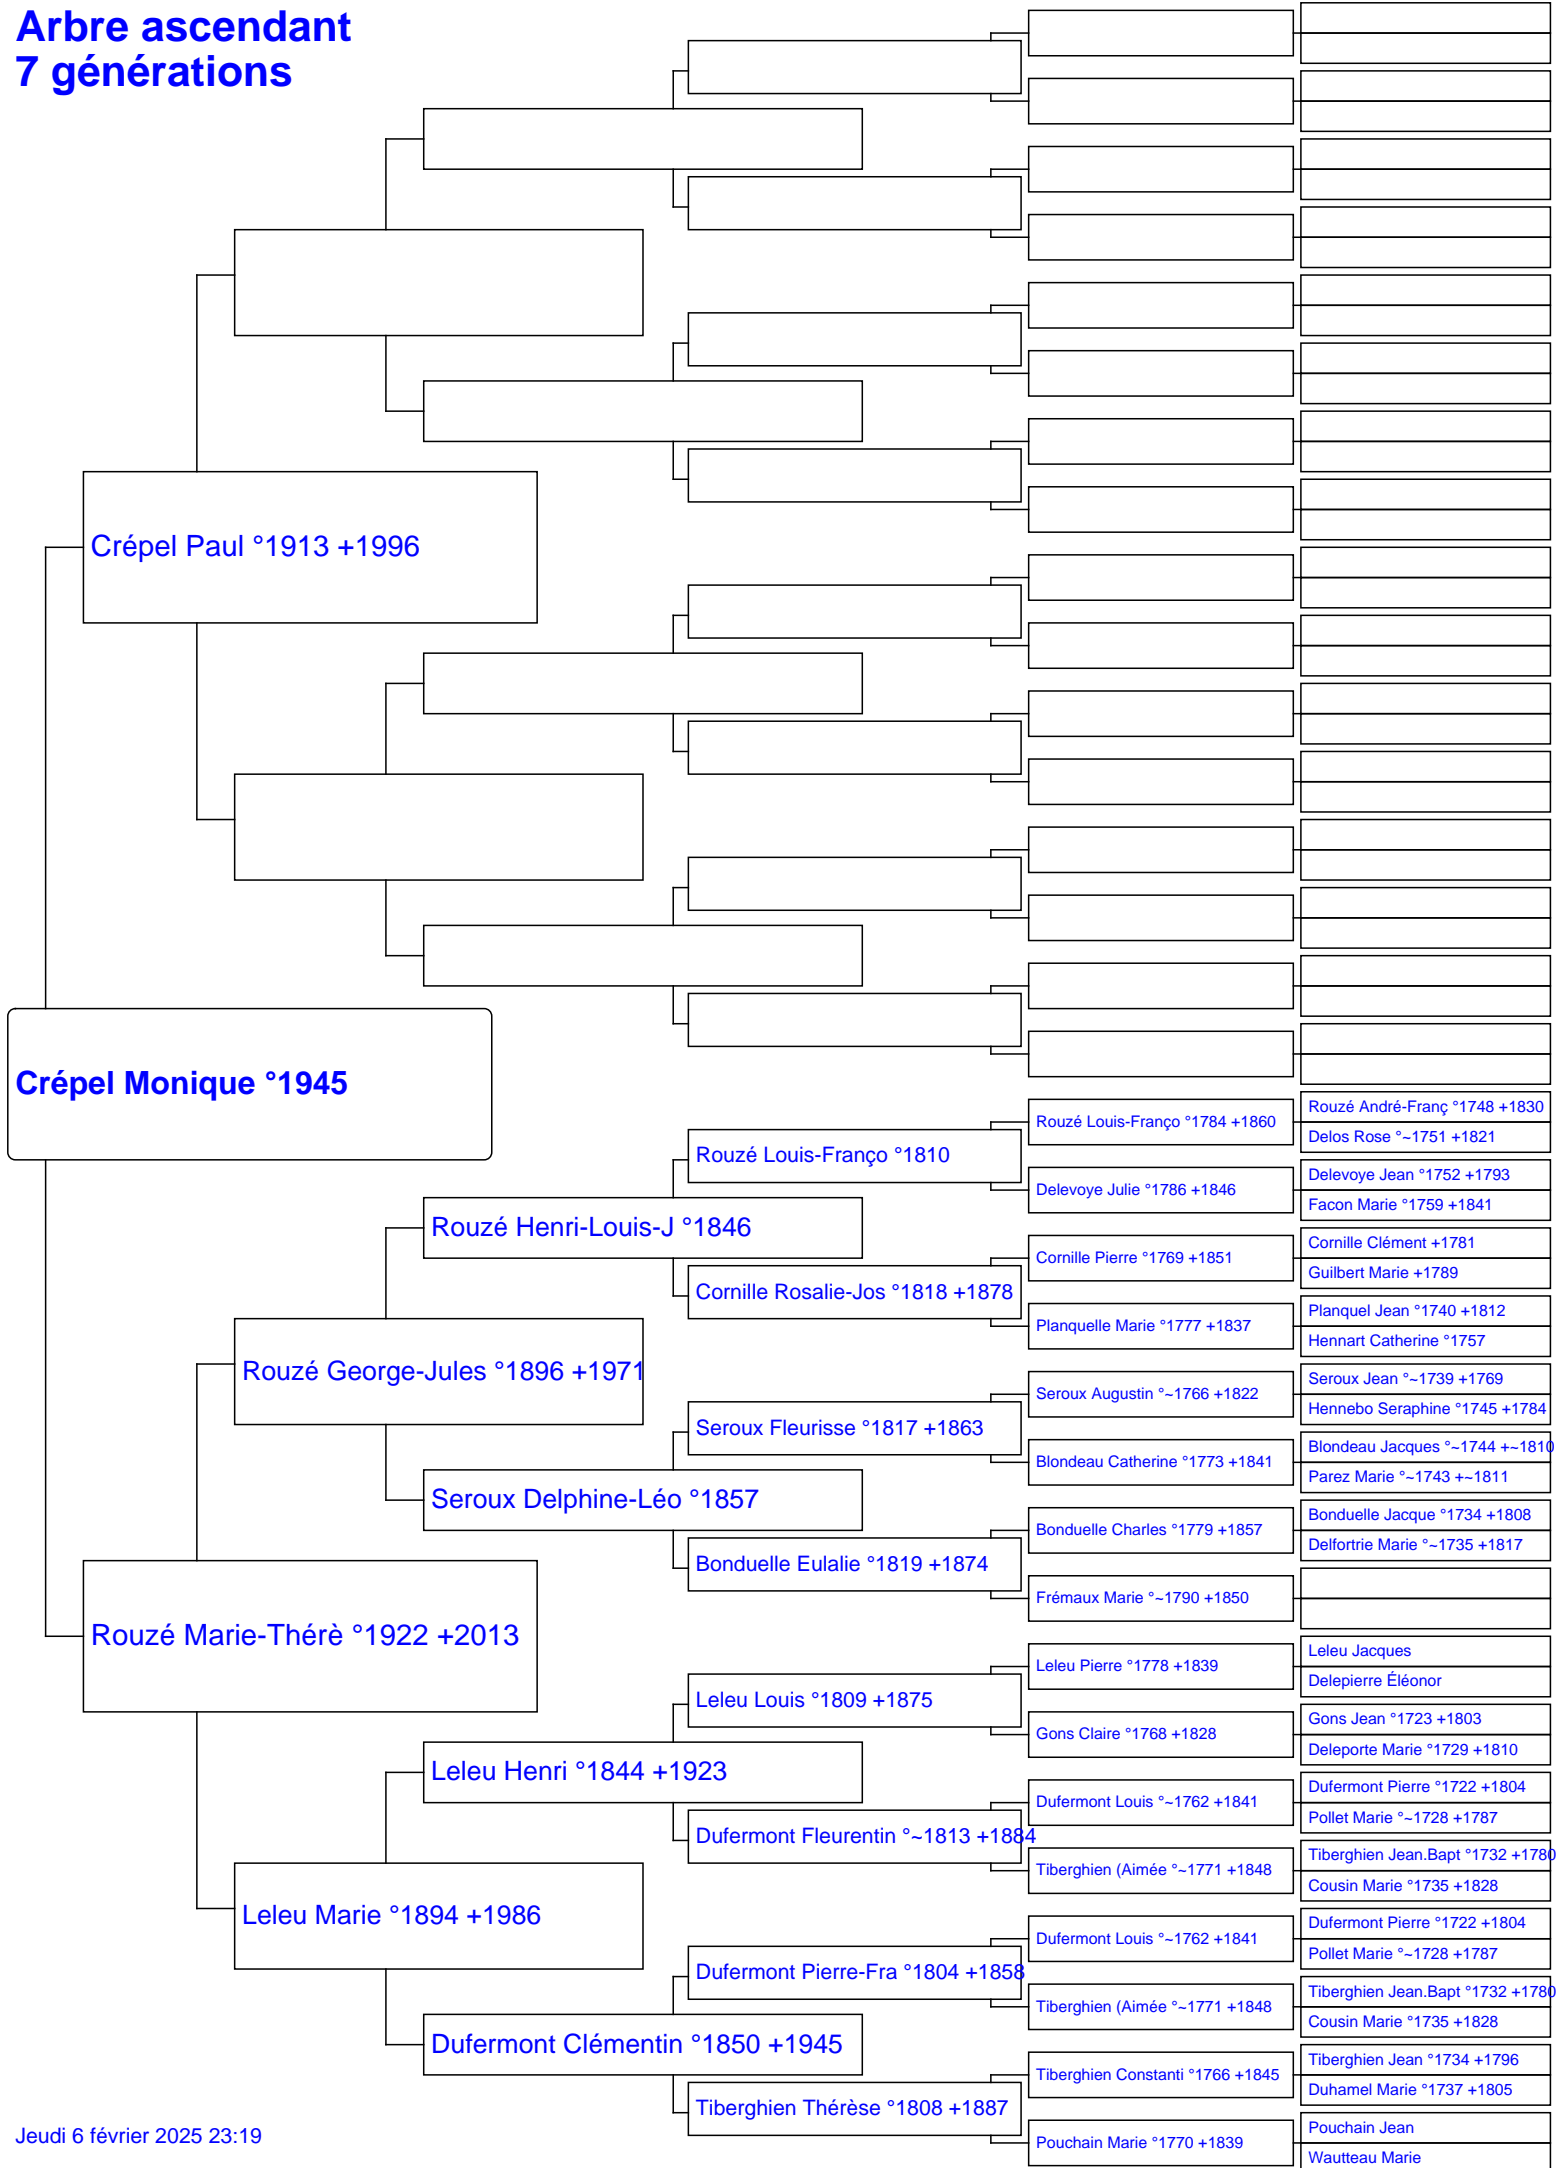 Arbre ascendant
7 générations
Crépel Paul °1913 +1996
Crépel Monique °1945
Rouzé André-Franç °1748 +1830
Rouzé Louis-Franço °1784 +1860
Delos Rose °~1751 +1821
Rouzé Louis-Franço °1810
Delevoye Jean °1752 +1793
Delevoye Julie °1786 +1846
Facon Marie °1759 +1841
Rouzé Henri-Louis-J °1846
Cornille Clément +1781
Cornille Pierre °1769 +1851
Guilbert Marie +1789
Cornille Rosalie-Jos °1818 +1878
Planquel Jean °1740 +1812
Planquelle Marie °1777 +1837
Hennart Catherine °1757
Rouzé George-Jules °1896 +1971
Seroux Jean °~1739 +1769
Seroux Augustin °~1766 +1822
Hennebo Seraphine °1745 +1784
Seroux Fleurisse °1817 +1863
Blondeau Jacques °~1744 +~1810
Blondeau Catherine °1773 +1841
Parez Marie °~1743 +~1811
Seroux Delphine-Léo °1857
Bonduelle Jacque °1734 +1808
Bonduelle Charles °1779 +1857
Delfortrie Marie °~1735 +1817
Bonduelle Eulalie °1819 +1874
Frémaux Marie °~1790 +1850
Rouzé Marie-Thérè °1922 +2013
Leleu Jacques
Leleu Pierre °1778 +1839
Delepierre Éléonor
Leleu Louis °1809 +1875
Gons Jean °1723 +1803
Gons Claire °1768 +1828
Deleporte Marie °1729 +1810
Leleu Henri °1844 +1923
Dufermont Pierre °1722 +1804
Dufermont Louis °~1762 +1841
Pollet Marie °~1728 +1787
Dufermont Fleurentin °~1813 +1884
Tiberghien Jean.Bapt °1732 +1780
Tiberghien (Aimée °~1771 +1848
Cousin Marie °1735 +1828
Leleu Marie °1894 +1986
Dufermont Pierre °1722 +1804
Dufermont Louis °~1762 +1841
Pollet Marie °~1728 +1787
Dufermont Pierre-Fra °1804 +1858
Tiberghien Jean.Bapt °1732 +1780
Tiberghien (Aimée °~1771 +1848
Cousin Marie °1735 +1828
Dufermont Clémentin °1850 +1945
Tiberghien Jean °1734 +1796
Tiberghien Constanti °1766 +1845
Duhamel Marie °1737 +1805
Tiberghien Thérèse °1808 +1887
Pouchain Jean
Pouchain Marie °1770 +1839
Wautteau Marie
Jeudi 6 février 2025 23:19